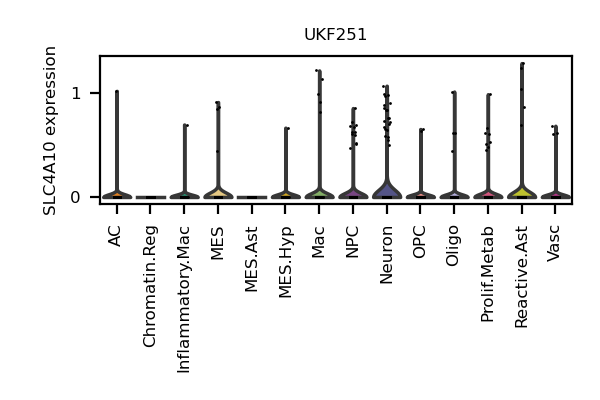 UKF251
SLC4A10 expression
1
0
AC
Chromatin.Reg
Inflammatory.Mac
MES
MES.Ast
MES.Hyp
Mac
NPC
Neuron
OPC
Oligo
Prolif.Metab
Reactive.Ast
Vasc